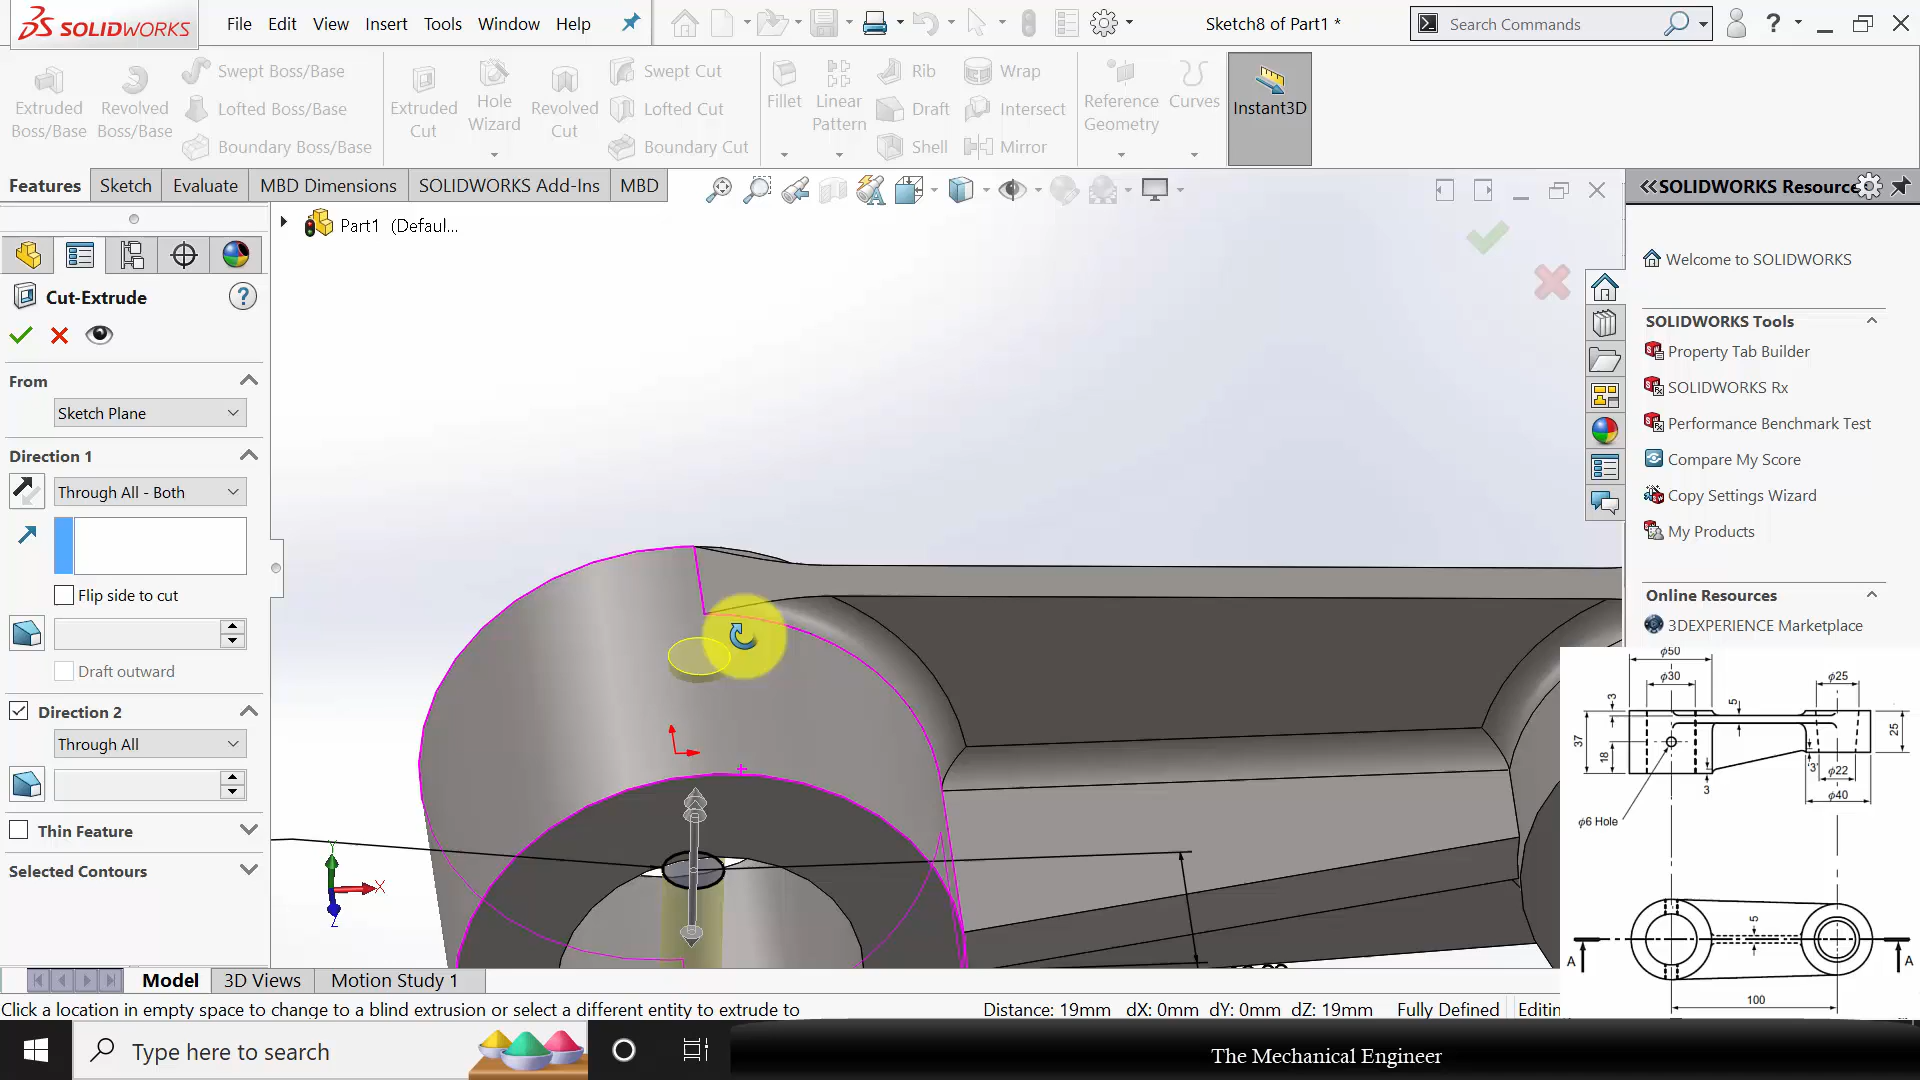 SOLIDWORKS
File Edit View Insert Tools Window Help
Sketch8 of Part1 *
Search Commands
Extruded Boss/Base
Revolved Boss/Base
Swept Boss/Base
Lofted Boss/Base
Boundary Boss/Base
Extruded Cut
Hole Wizard
Revolved Cut
Swept Cut
Lofted Cut
Boundary Cut
Fillet
Linear Pattern
Rib
Draft
Shell
Wrap
Intersect
Mirror
Reference Geometry
Curves
Instant3D
Features
Sketch
Evaluate
MBD Dimensions
SOLIDWORKS Add-Ins
MBD
Part1 (Defaul...
Cut-Extrude
From
Sketch Plane
Direction 1
Through All - Both
Flip side to cut
Draft outward
Direction 2
Through All
Thin Feature
Selected Contours
Y
X
Z
SOLIDWORKS Resource
Welcome to SOLIDWORKS
SOLIDWORKS Tools
Property Tab Builder
SOLIDWORKS Rx
Performance Benchmark Test
Compare My Score
Copy Settings Wizard
My Products
Online Resources
3DEXPERIENCE Marketplace
φ50
φ30
φ25
3
5
37
18
25
3
3
φ22
φ40
φ6 Hole
5
A
A
100
Model
3D Views
Motion Study 1
Click a location in empty space to change to a blind extrusion or select a different entity to extrude to
Distance: 19mm dX: 0mm dY: 0mm dZ: 19mm
Fully Defined
Editin
Type here to search
The Mechanical Engineer